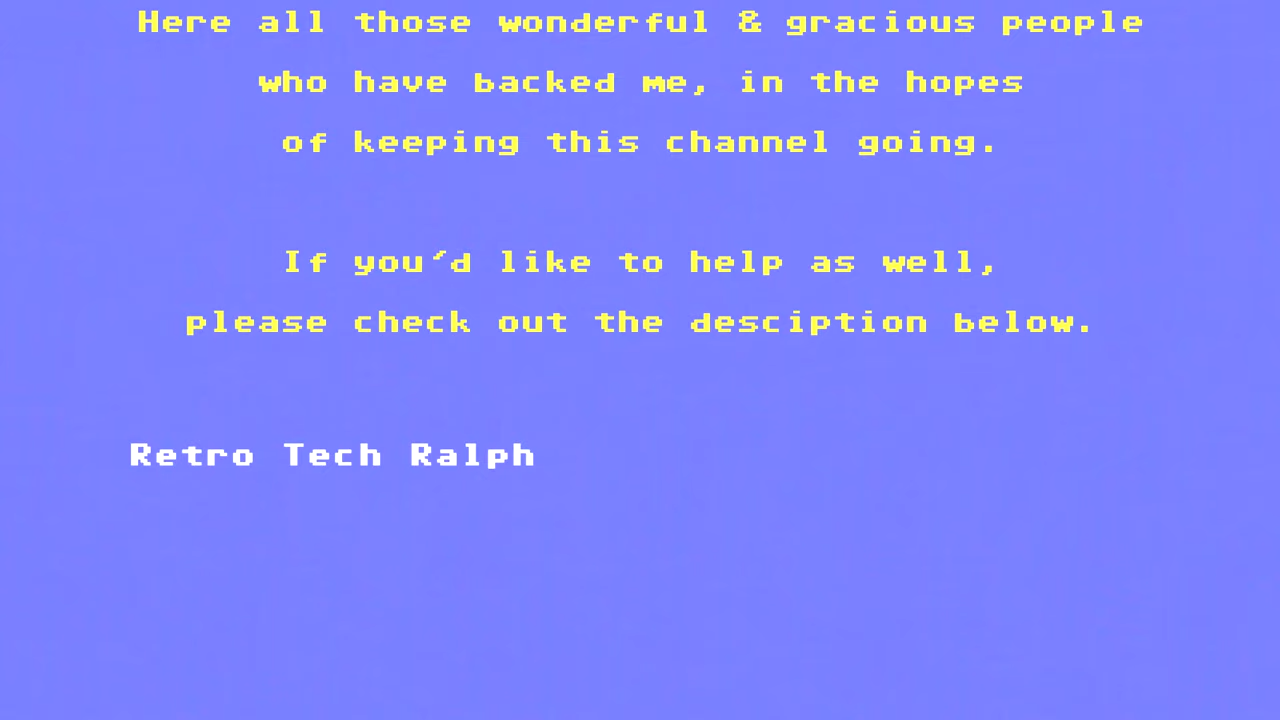 Here all those wonderful & gracious people
who have backed me, in the hopes
of keeping this channel going.
If you'd like to help as well,
please check out the desciption below.
Retro Tech Ralph